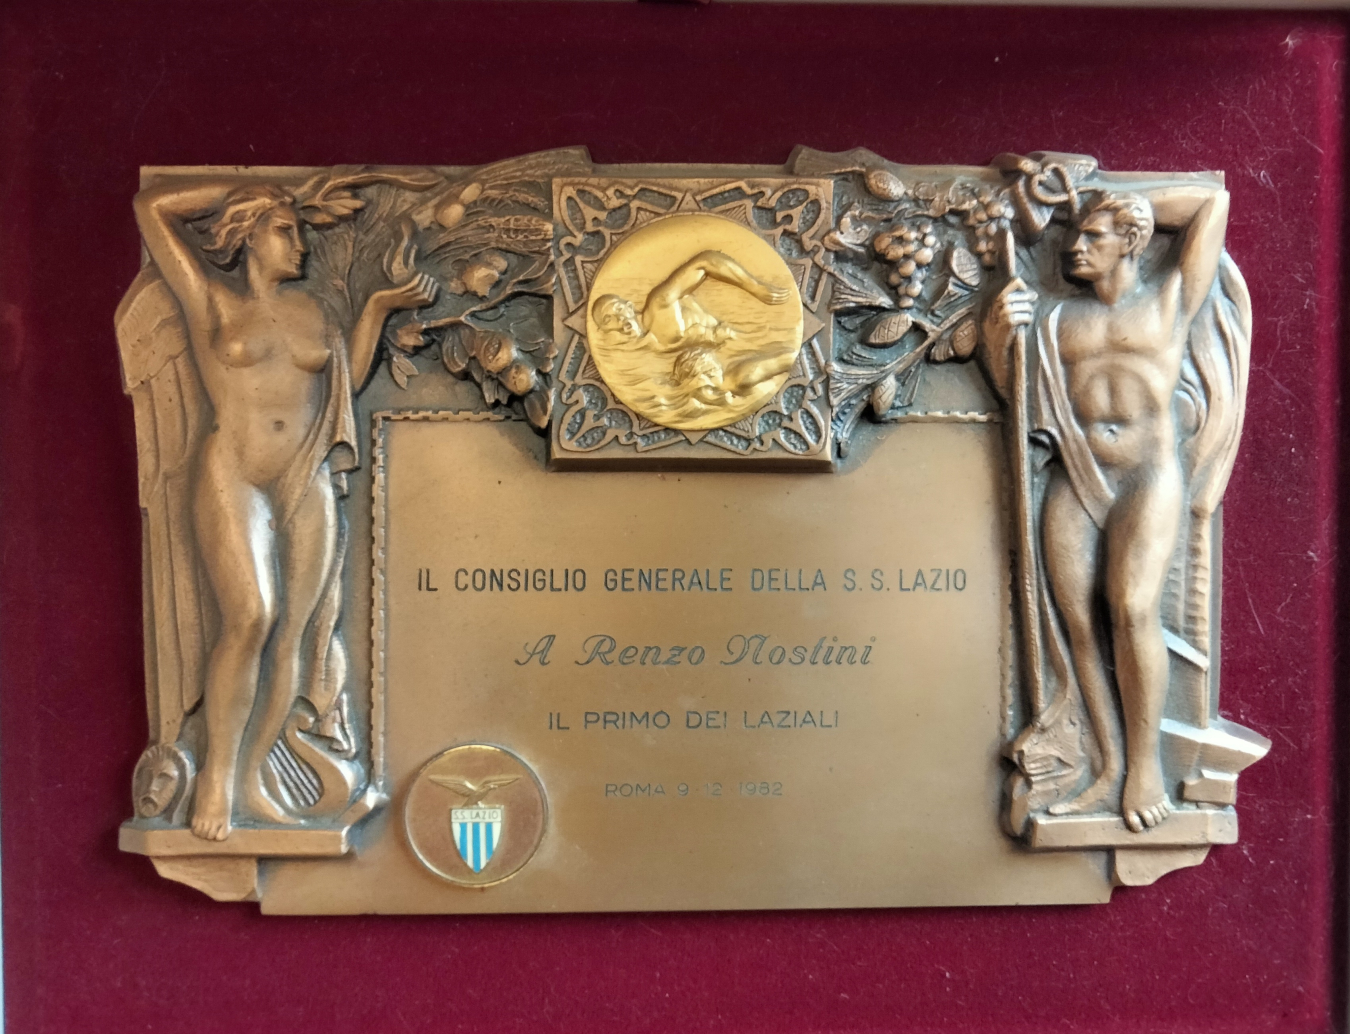 IL CONSIGLIO GENERALE DELLA S.S. LAZIO
A Renzo Nostini
IL PRIMO DEI LAZIALI
ROMA 9-12-1982
S.S. LAZIO